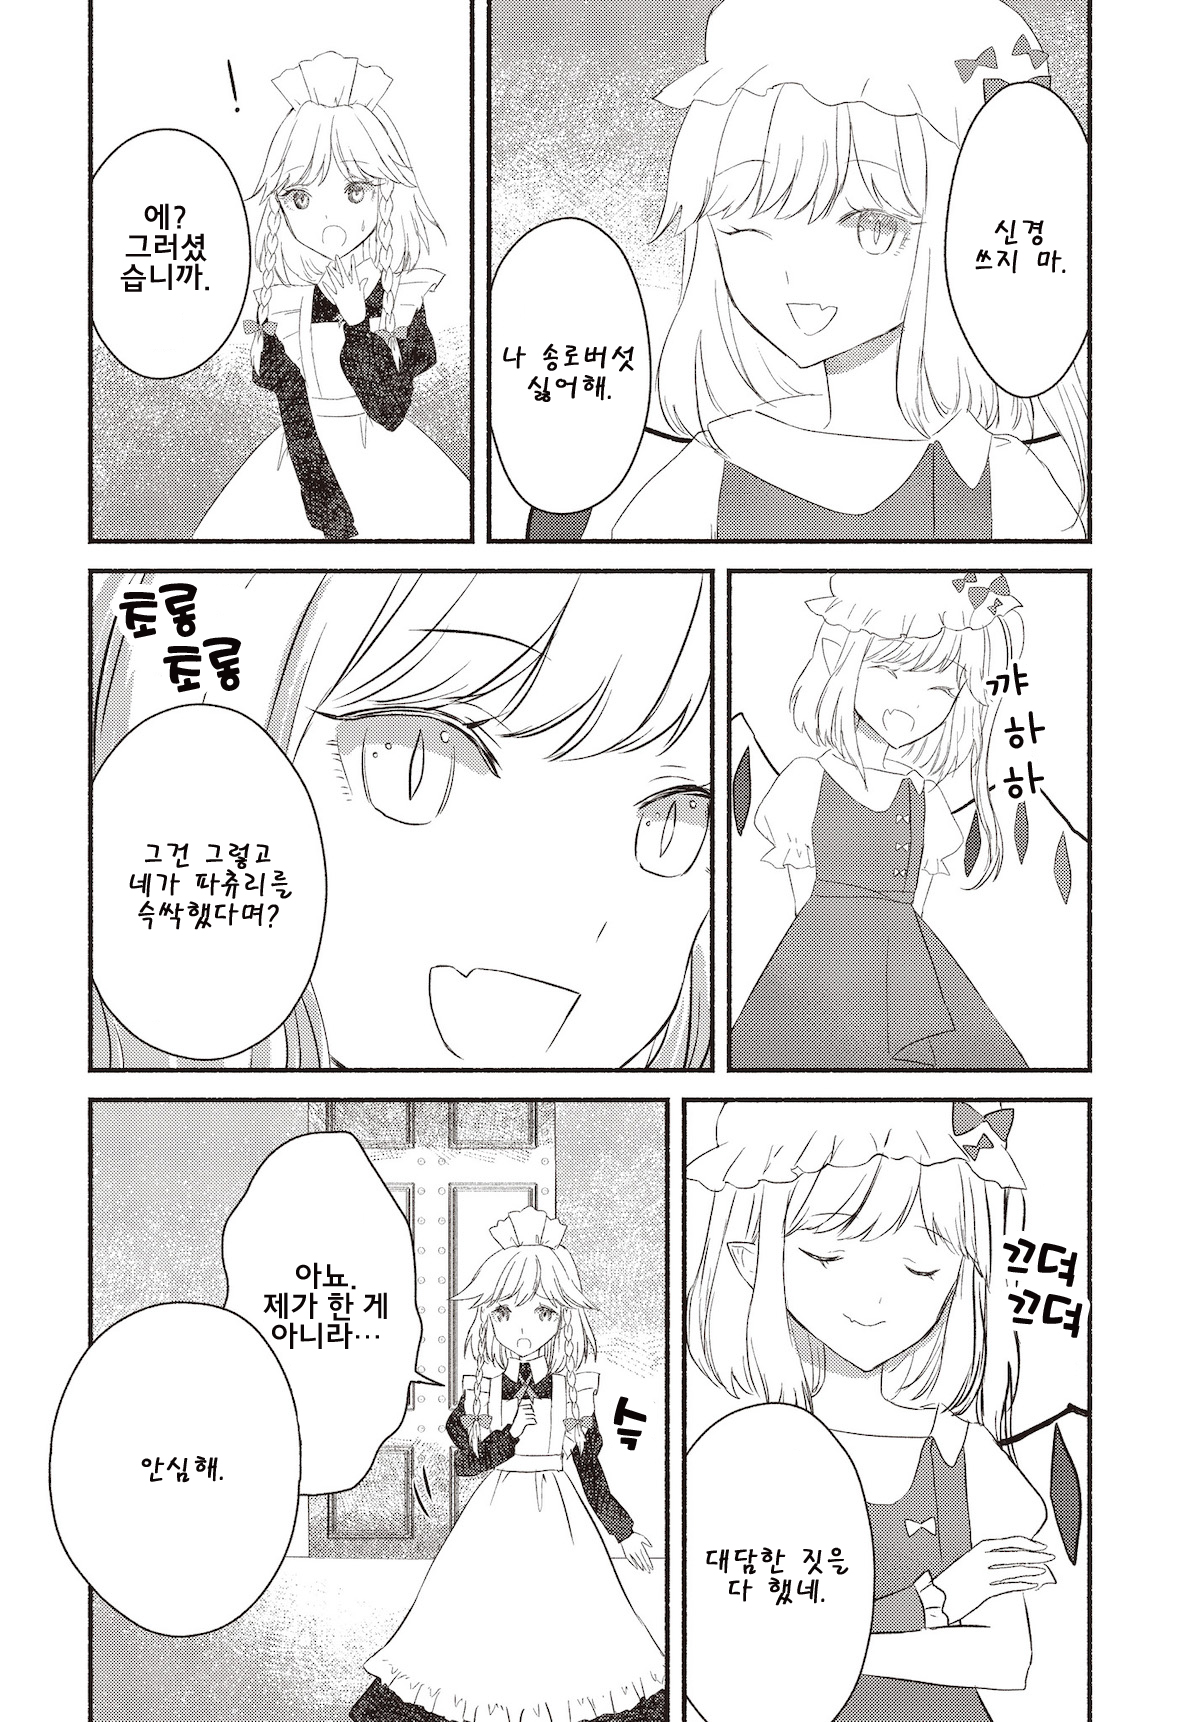 신경
쓰지 마.
나 송로버섯
싫어해.
!
에?
그러셨
습니까.
꺄
하
하
토롱
토롱
그건 그렇고
네가 파츄리를
슥싹했다며?
끄덕
끄덕
대담한 짓을
다 했네.
아뇨.
제가 한 게
아니라…
슥
안심해.